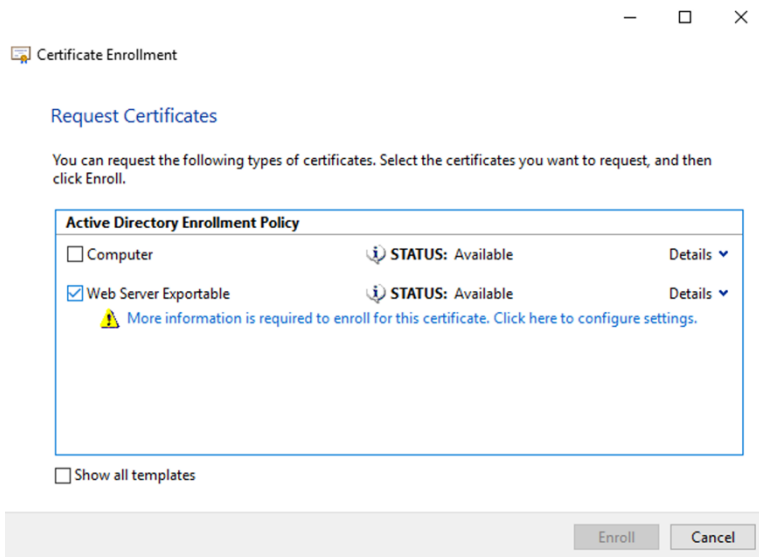 Certificate Enrollment
Request Certificates
You can request the following types of certificates. Select the certificates you want to request, and then
click Enroll.
Active Directory Enrollment Policy
Computer STATUS: Available Details
Web Server Exportable STATUS: Available Details
More information is required to enroll for this certificate. Click here to configure settings.
Show all templates
Enroll Cancel